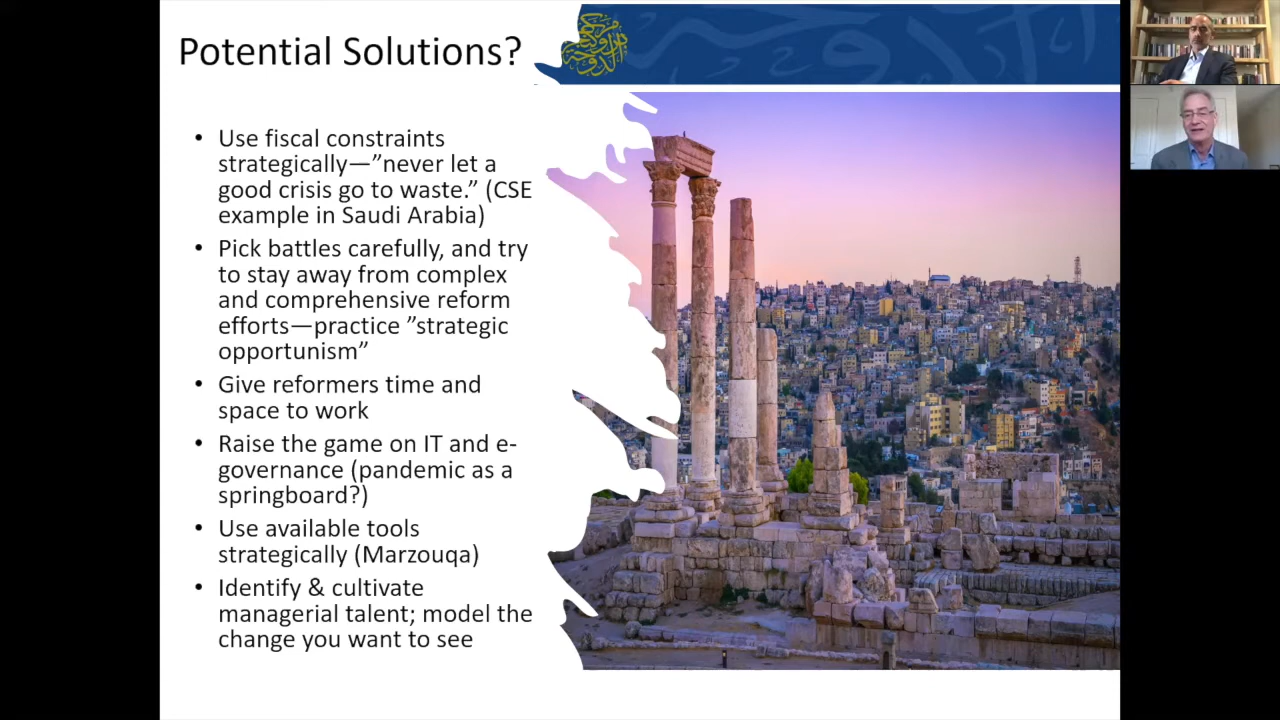 Potential Solutions?
• Use fiscal constraints
strategically—”never let a
good crisis go to waste.” (CSE
example in Saudi Arabia)
• Pick battles carefully, and try
to stay away from complex
and comprehensive reform
efforts—practice ”strategic
opportunism”
• Give reformers time and
space to work
• Raise the game on IT and e-
governance (pandemic as a
springboard?)
• Use available tools
strategically (Marzouqa)
• Identify & cultivate
managerial talent; model the
change you want to see